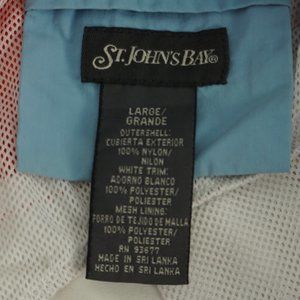 ST. JOHN'S BAY®
LARGE/
GRANDE
OUTERSHELL:
CUBIERTA EXTERIOR
100% NYLON/
NILON
WHITE TRIM:
ADORNO BLANCO
100% POLYESTER/
POLIESTER
MESH LINING:
FORRO DE TEJIDO DE MALLA
100% POLYESTER/
POLIESTER
RN 93677
MADE IN SRI LANKA
HECHO EN SRI LANKA